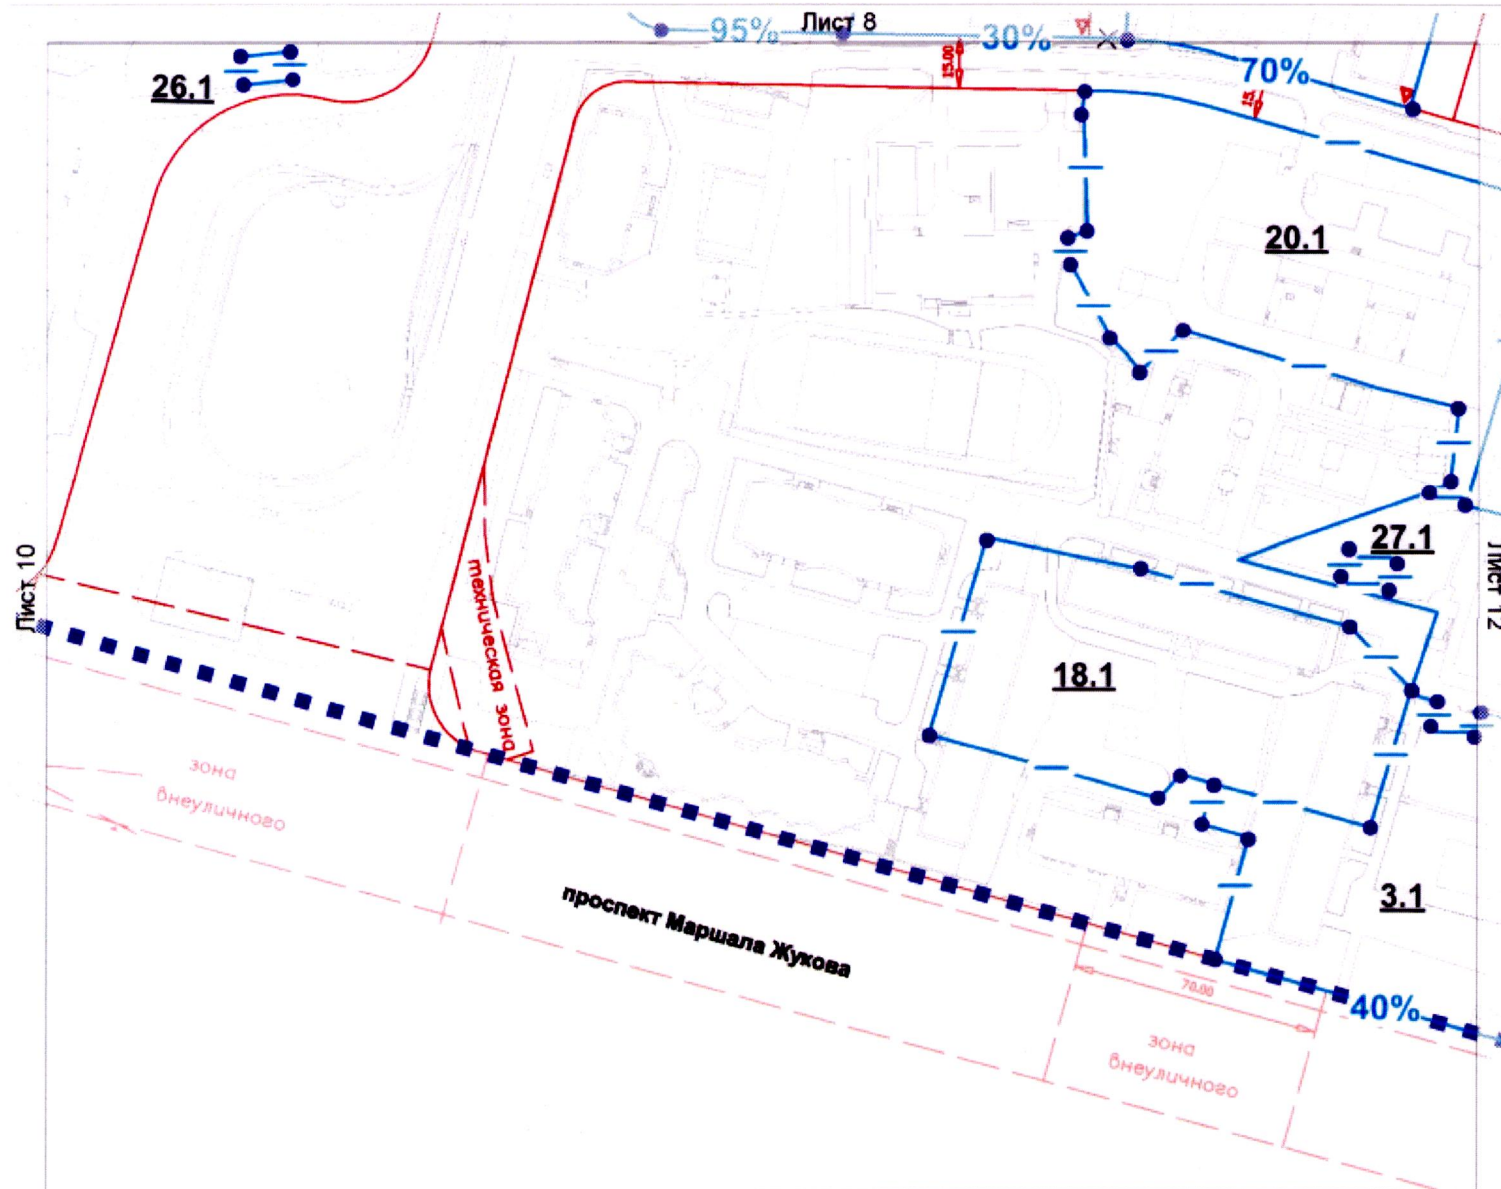 Лист 8
95%
30%
70%
15.00
15.
26.1
20.1
27.1
Лист 10
Лист 12
техническая зона
18.1
3.1
зона
внеуличного
проспект Маршала Жукова
70.00
40%
зона
внеуличного